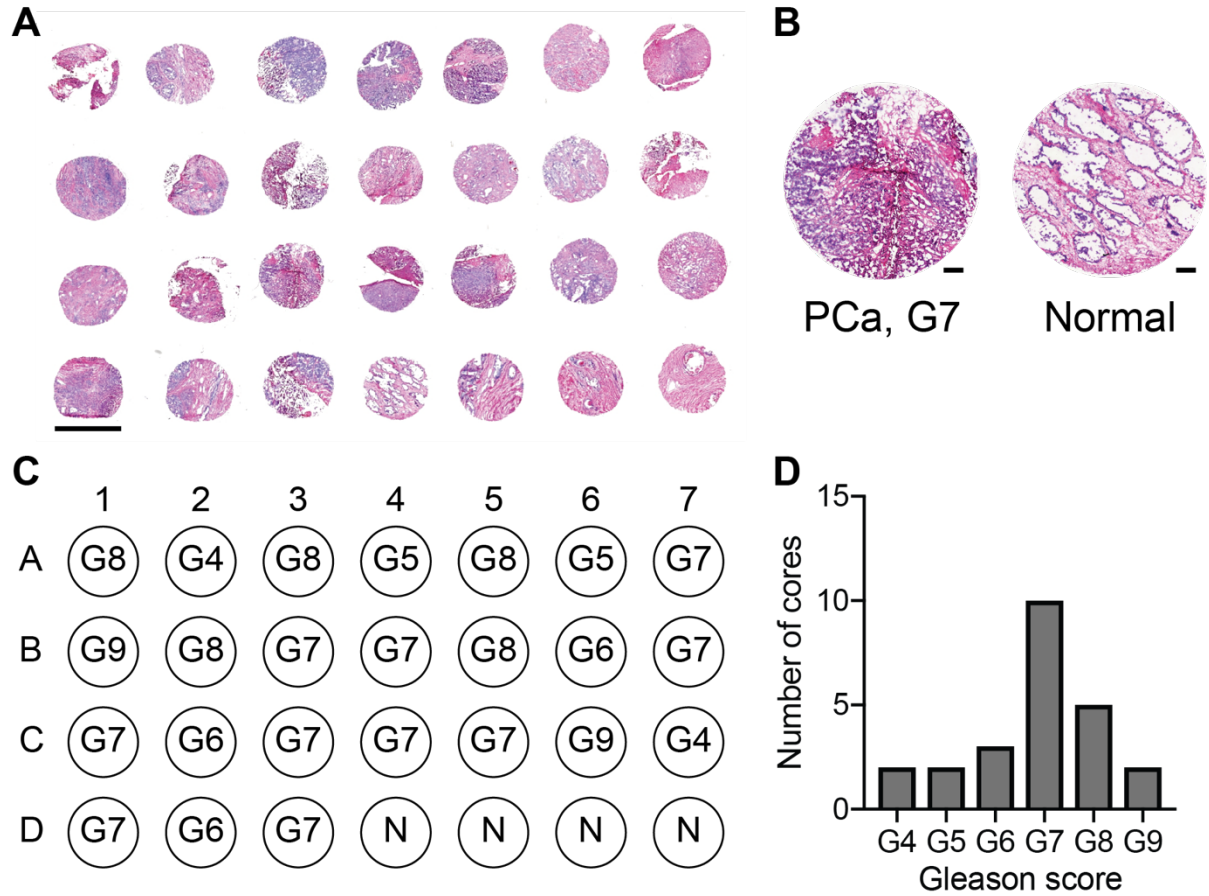 A
B
PCa, G7
Normal
C
1 2 3 4 5 6 7
A G8 G4 G8 G5 G8 G5 G7
B G9 G8 G7 G7 G8 G6 G7
C G7 G6 G7 G7 G7 G9 G4
D G7 G6 G7 N N N N
D
Number of cores
15
10
5
0
G4 G5 G6 G7 G8 G9
Gleason score